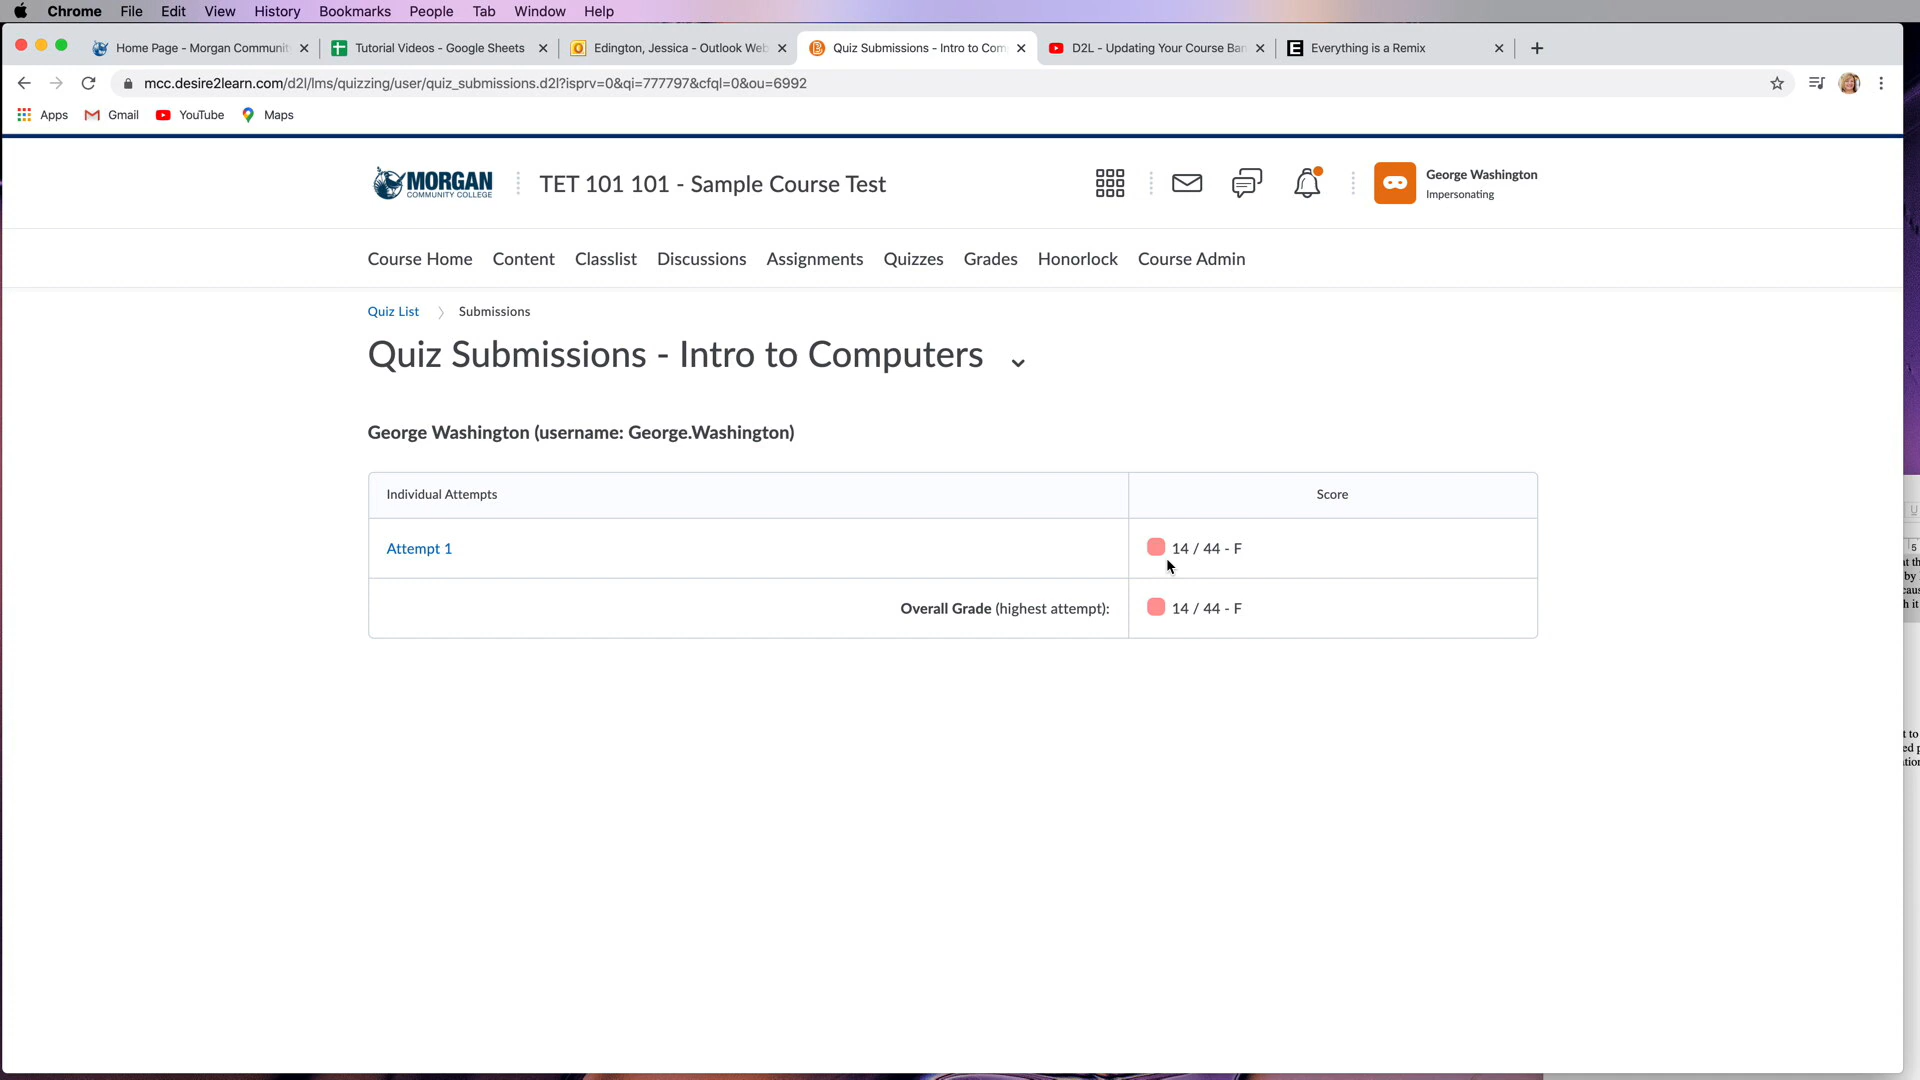 Chrome File Edit View History Bookmarks People Tab Window Help
Home Page - Morgan Communit Tutorial Videos - Google Sheets Edington, Jessica - Outlook Web Quiz Submissions - Intro to Com D2L - Updating Your Course Ban Everything is a Remix
mcc.desire2learn.com/d2l/lms/quizzing/user/quiz_submissions.d2l?isprv=0&qi=777797&cfql=0&ou=6992
Apps Gmail YouTube Maps
MORGAN
COMMUNITY COLLEGE
TET 101 101 - Sample Course Test
George Washington
Impersonating
Course Home Content Classlist Discussions Assignments Quizzes Grades Honorlock Course Admin
Quiz List Submissions
Quiz Submissions - Intro to Computers
George Washington (username: George.Washington)
Individual Attempts Score
Attempt 1 14 / 44 - F
Overall Grade (highest attempt): 14 / 44 - F